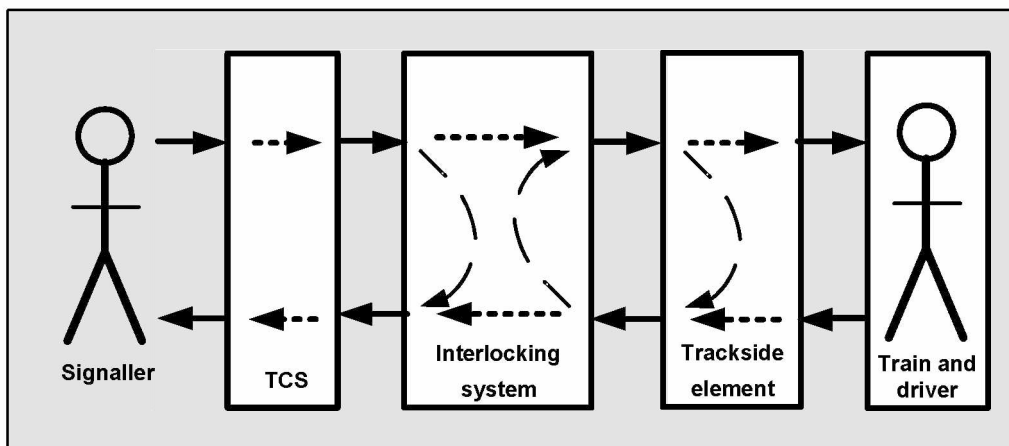 Signaller
TCS
Interlocking
system
Trackside
element
Train and
driver